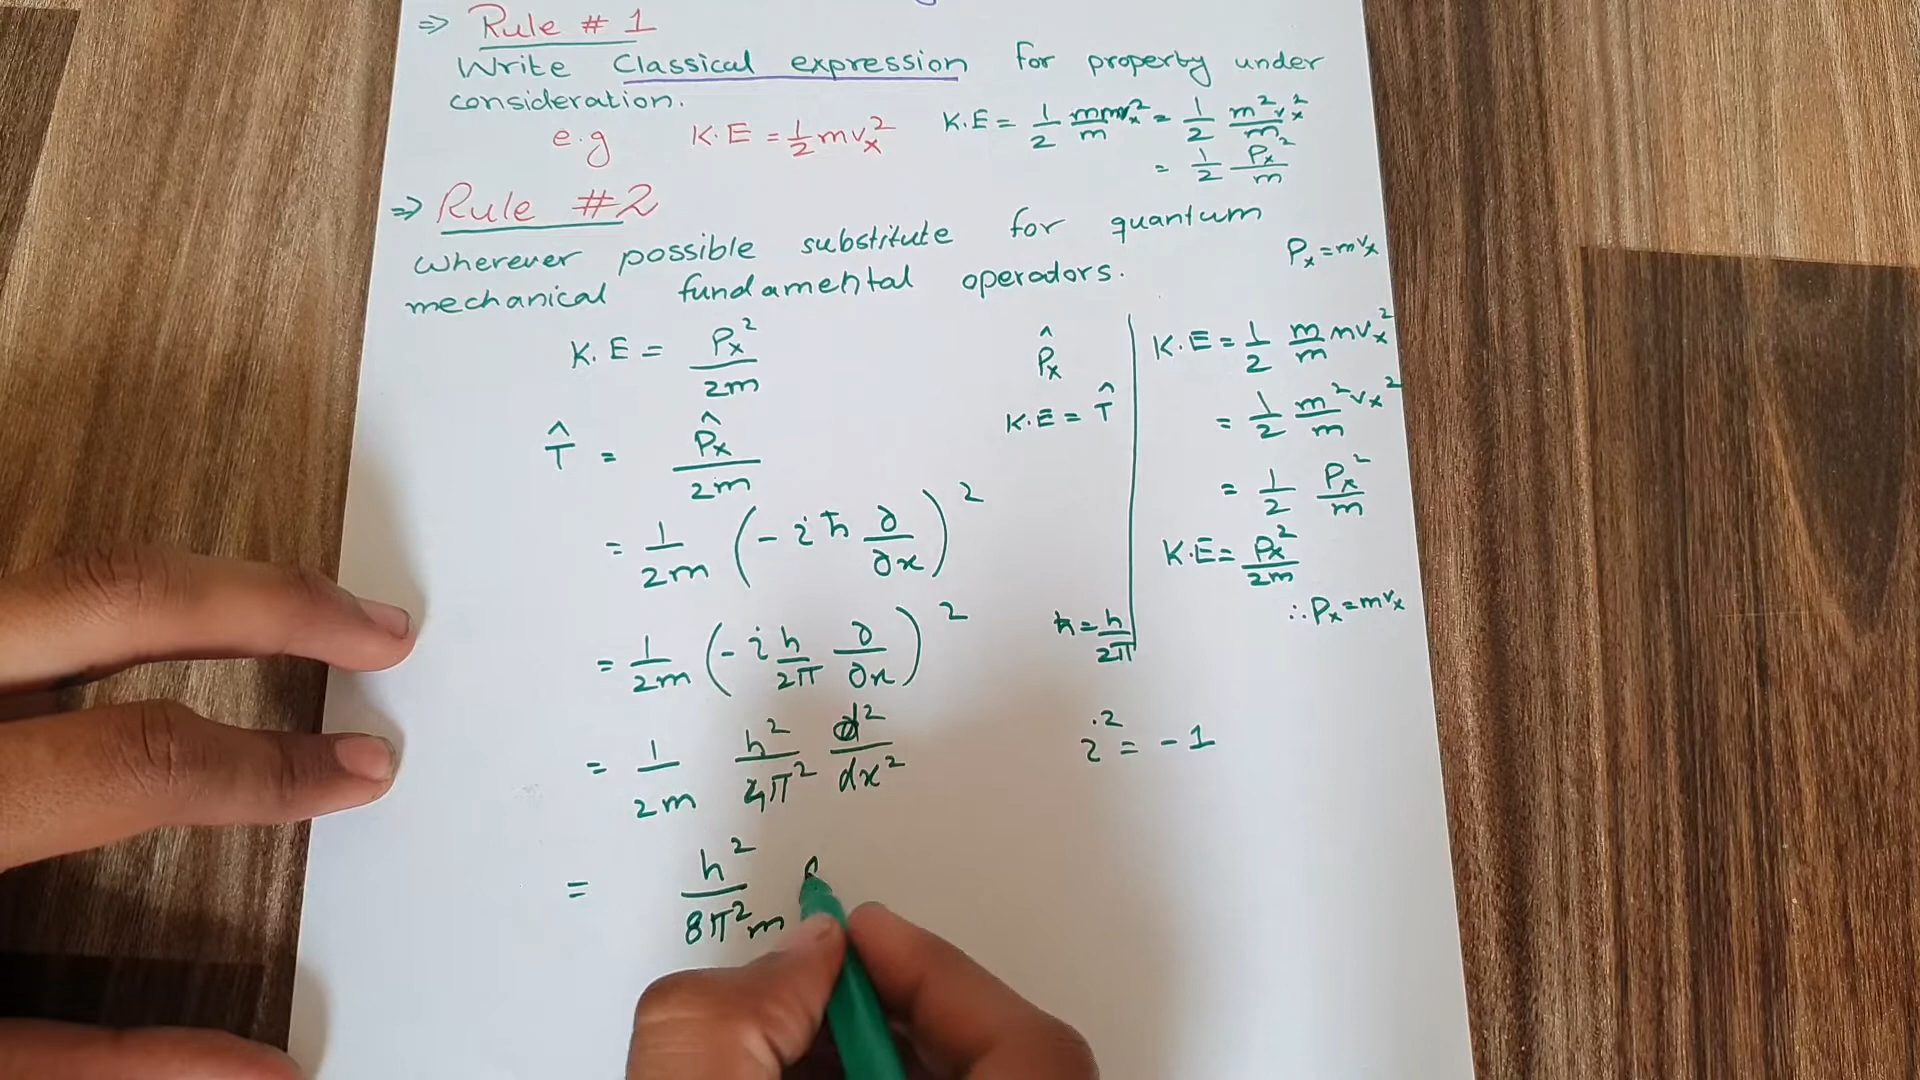 ⇒ Rule # 1
Write Classical expression for property under
consideration.
e.g K.E = 1/2 mvₓ² K.E = 1/2 mmvₓ²/m = 1/2 m²vₓ²/m
= 1/2 Pₓ²/m
⇒ Rule #2
Wherever possible substitute for quantum
mechanical fundamental operadors.
Pₓ = mvₓ
K.E = Pₓ²/2m
T̂ = P̂ₓ/2m
= 1/2m (-iħ ∂/∂x)²
= 1/2m (-i h/2π ∂/∂x)²
= 1/2m h²/4π² d²/dx²
= h²/8π²m
P̂ₓ
K.E = T̂
ħ = h/2π
i² = -1
K.E = 1/2 m/m mvₓ²
= 1/2 m²vₓ²/m
= 1/2 Pₓ²/m
K.E = Pₓ²/2m
∴ Pₓ = mvₓ